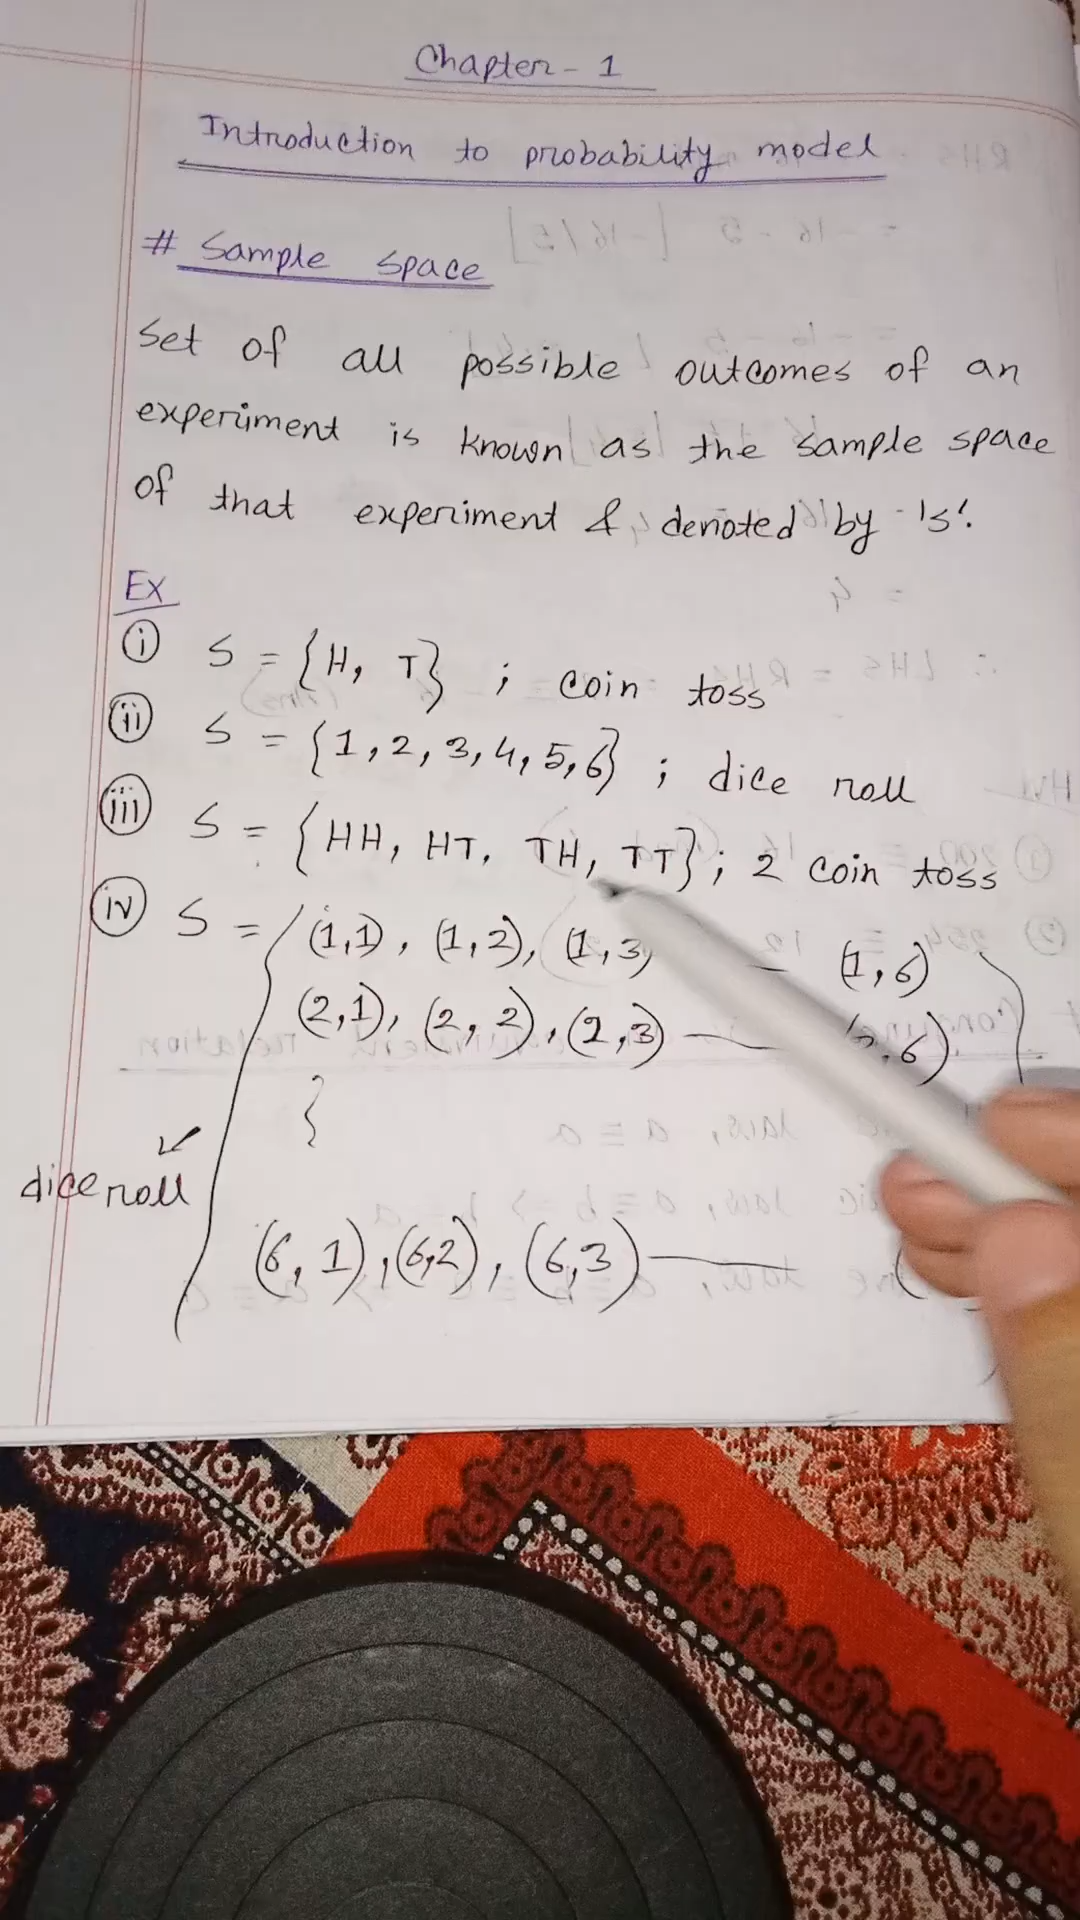 Chapter - 1
Introduction to probability model
# Sample space
Set of all possible outcomes of an
experiment is known as the sample space
of that experiment & denoted by 's'.
Ex
(i) S = {H, T} ; coin toss
(ii) S = {1, 2, 3, 4, 5, 6} ; dice roll
(iii) S = {HH, HT, TH, TT} ; 2 coin toss
(iv) S = { (1,1), (1,2), (1,3) — (1,6)
(2,1), (2,2), (2,3) — 6) }
dice roll
(6,1), (6,2), (6,3) — (